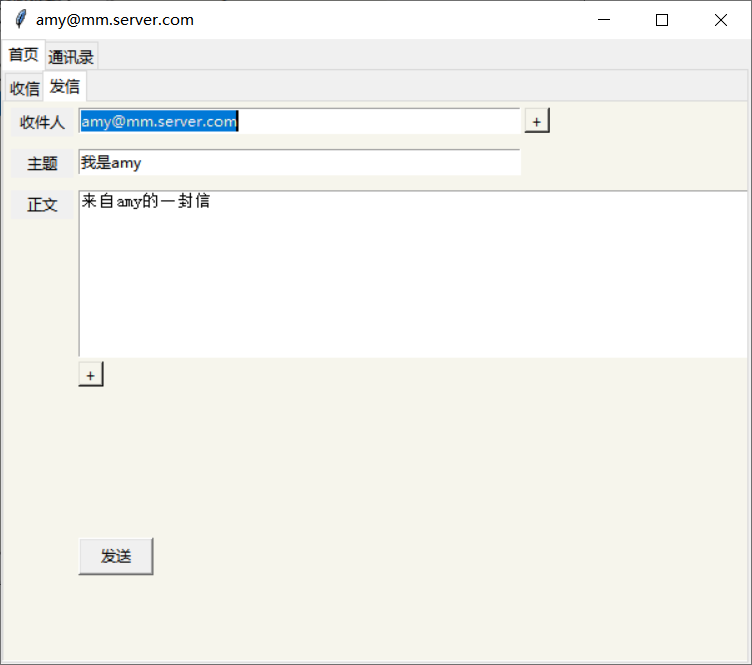 amy@mm.server.com
首页 通讯录
收信 发信
收件人 amy@mm.server.com +
主题 我是amy
正文 来自amy的一封信
+
发送